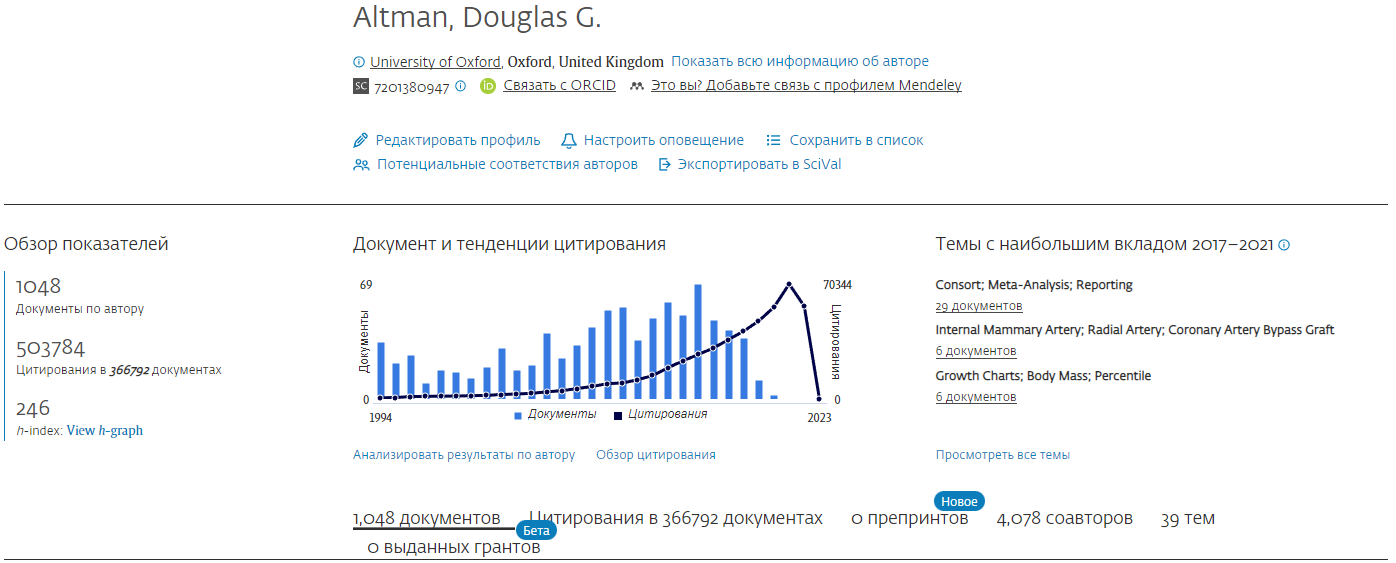 Altman, Douglas G.
University of Oxford, Oxford, United Kingdom Показать всю информацию об авторе
SC 7201380947 iD Связать с ORCID Это вы? Добавьте связь с профилем Mendeley
Редактировать профиль Настроить оповещение Сохранить в список
Потенциальные соответствия авторов Экспортировать в SciVal
Обзор показателей
1048
Документы по автору
503784
Цитирования в 366792 документах
246
h-index: View h-graph
Документ и тенденции цитирования
69
70344
Документы
Цитирования
0
0
1994
2023
Документы Цитирования
Анализировать результаты по автору Обзор цитирования
Темы с наибольшим вкладом 2017–2021
Consort; Meta-Analysis; Reporting
29 документов
Internal Mammary Artery; Radial Artery; Coronary Artery Bypass Graft
6 документов
Growth Charts; Body Mass; Percentile
6 документов
Просмотреть все темы
Новое
1,048 документов Цитирования в 366792 документах 0 препринтов 4,078 соавторов 39 тем
Бета
0 выданных грантов